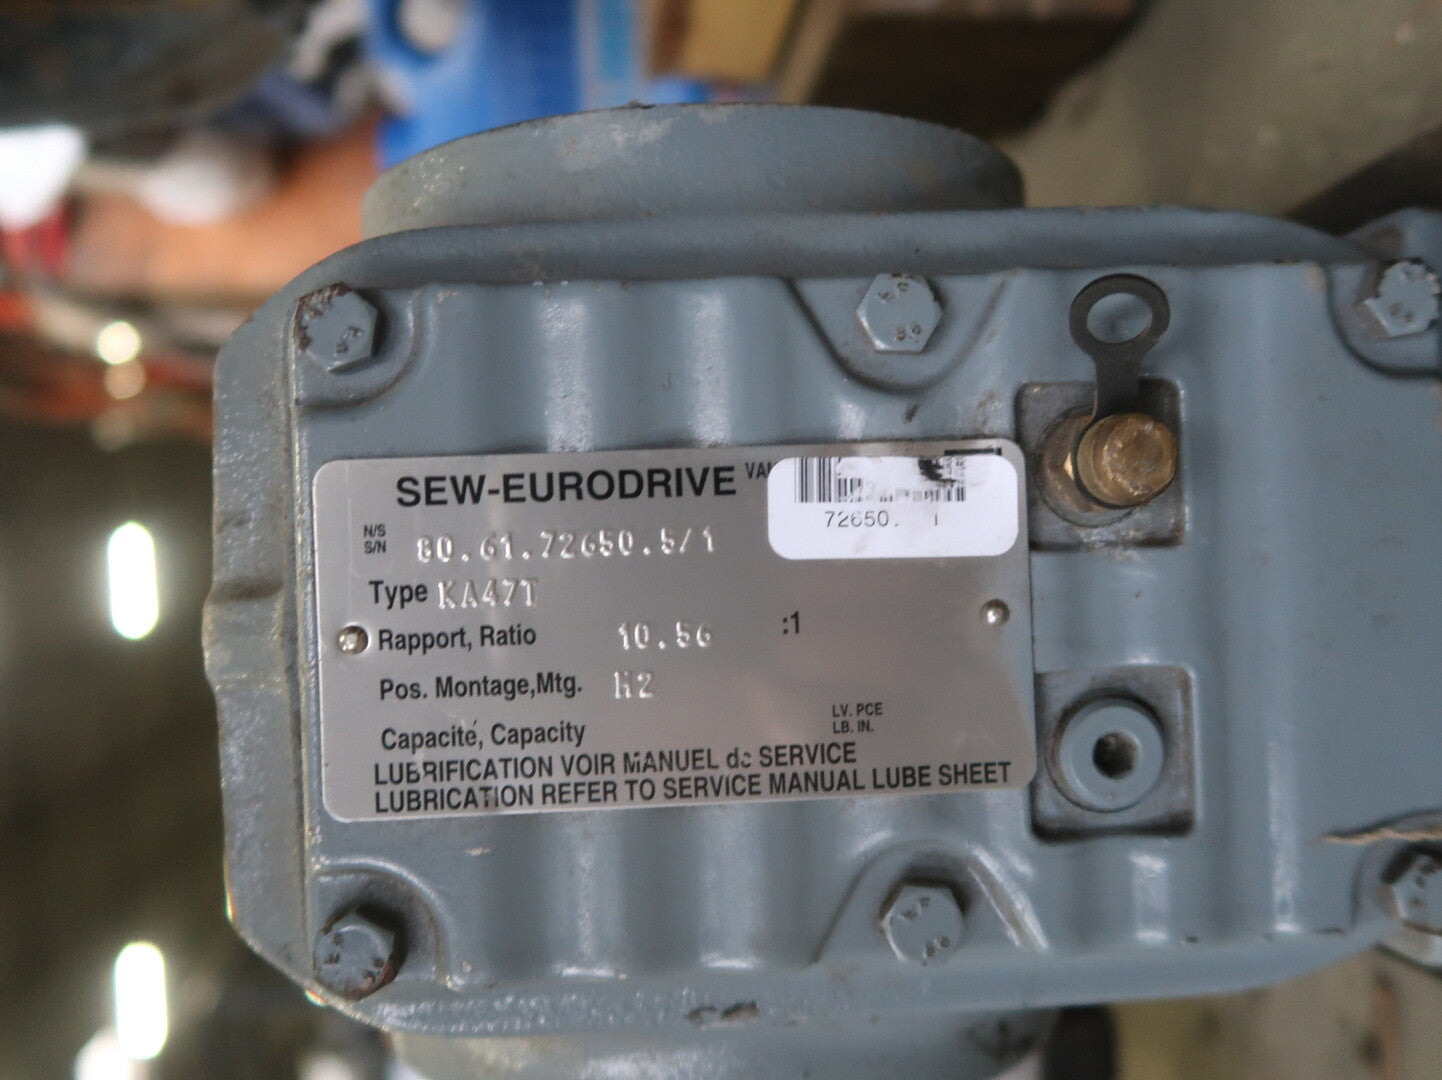 SEW-EURODRIVE
72650.
N/S
S/N 80.61.72650.5/1
Type KA47T
Rapport, Ratio 10.56 :1
Pos. Montage,Mtg. H2
Capacité, Capacity LV. PCE
LB. IN.
LUBRIFICATION VOIR MANUEL de SERVICE
LUBRICATION REFER TO SERVICE MANUAL LUBE SHEET